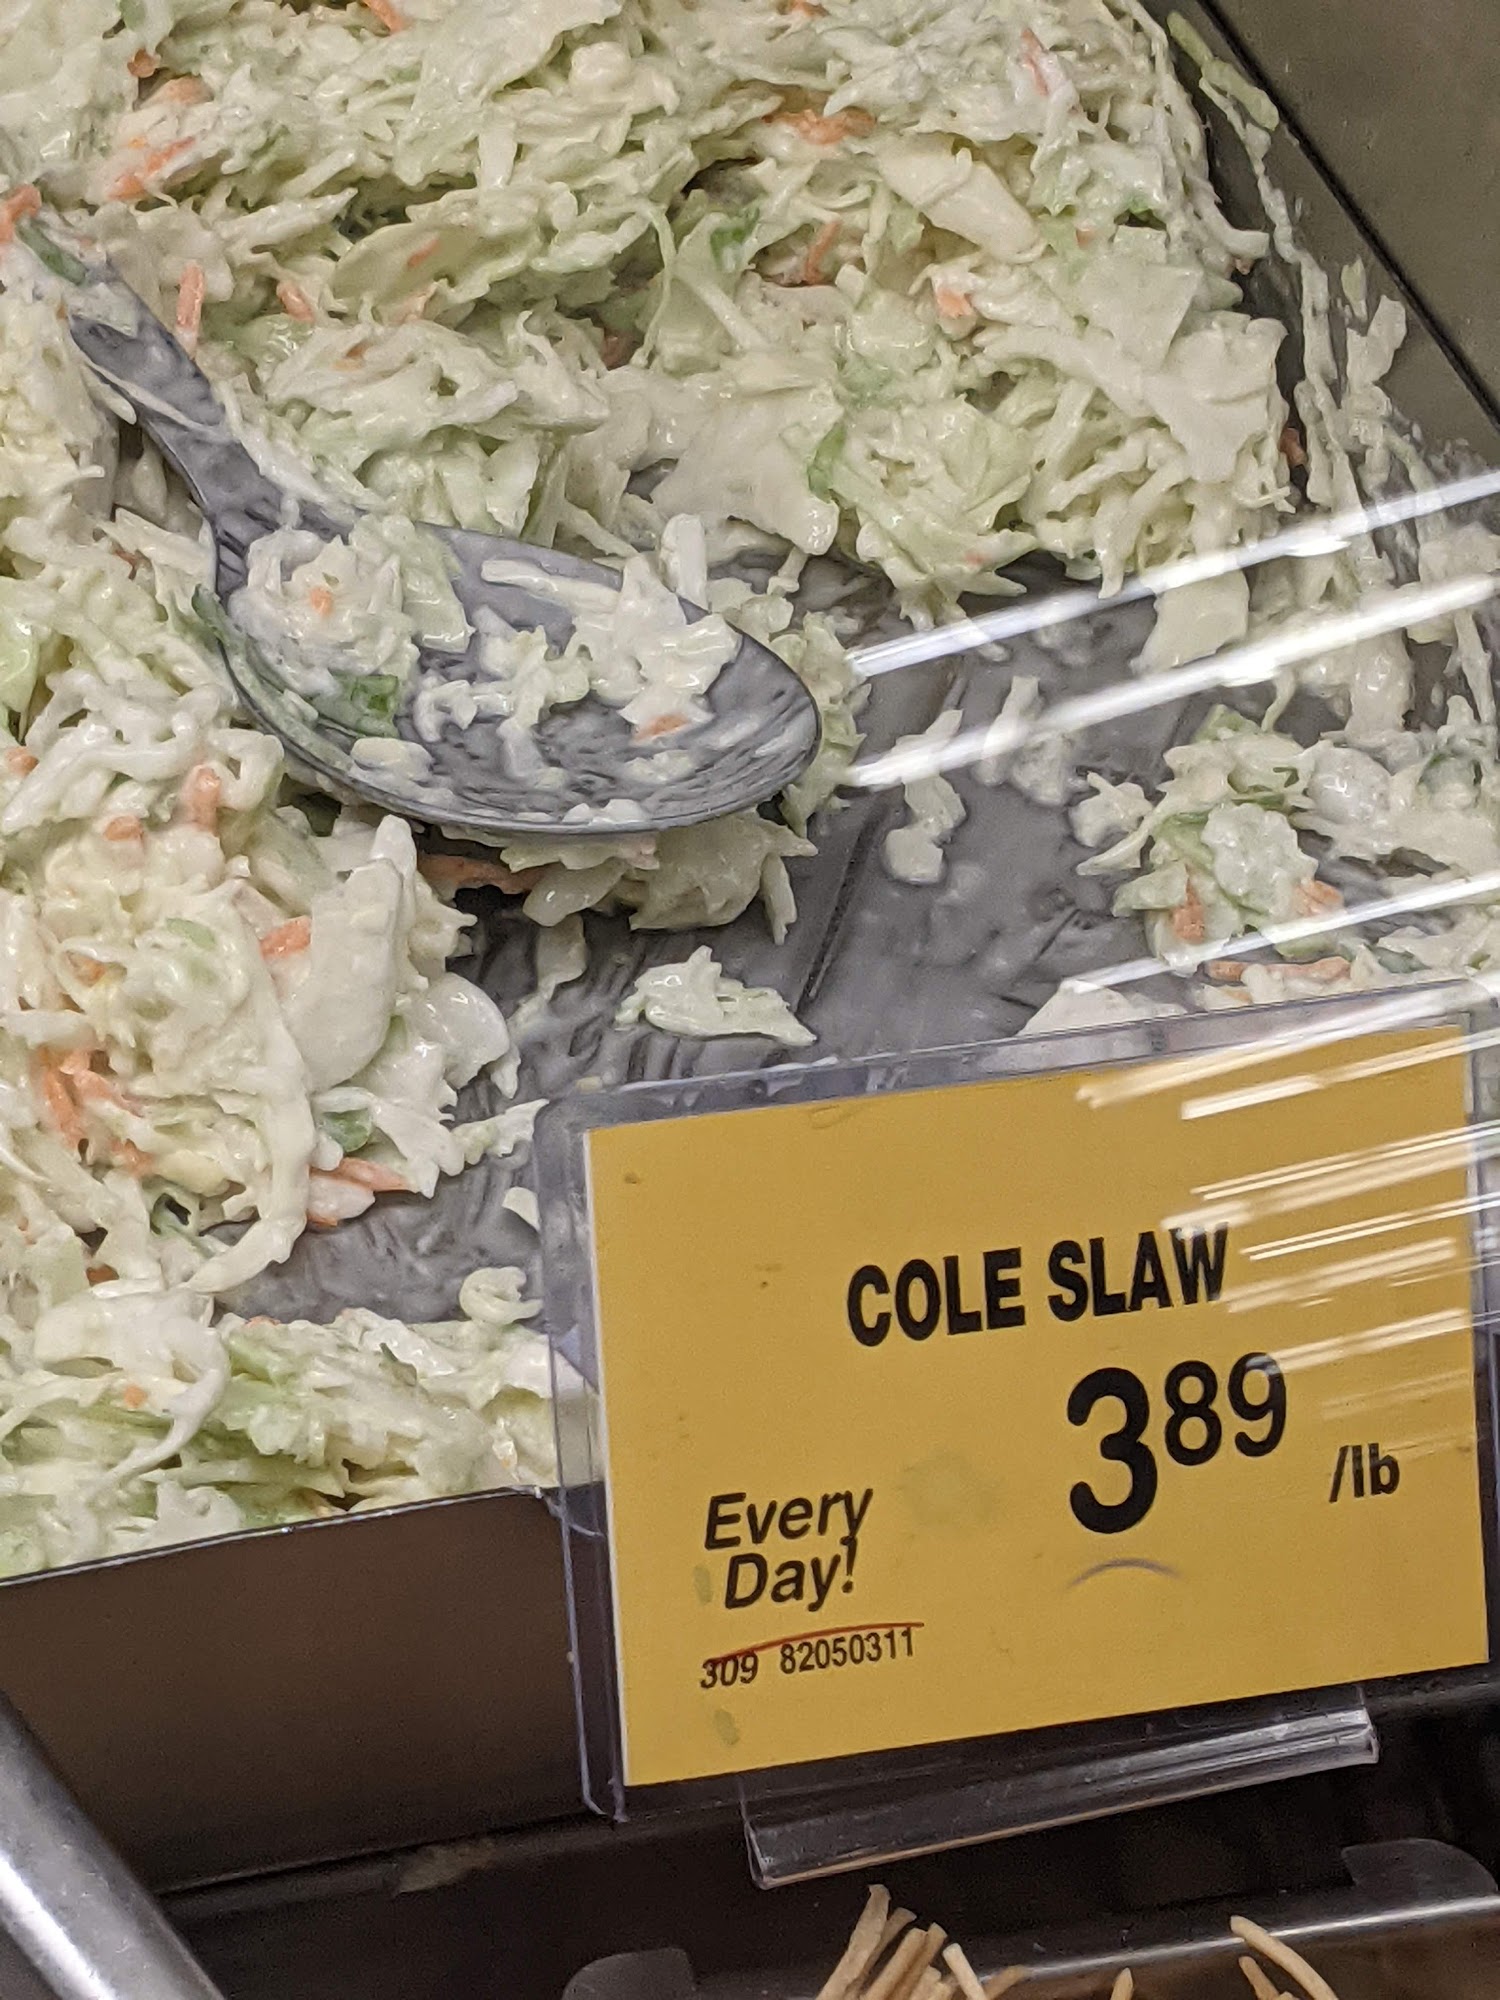 COLE SLAW
3 89 /lb
Every
Day!
309 82050311